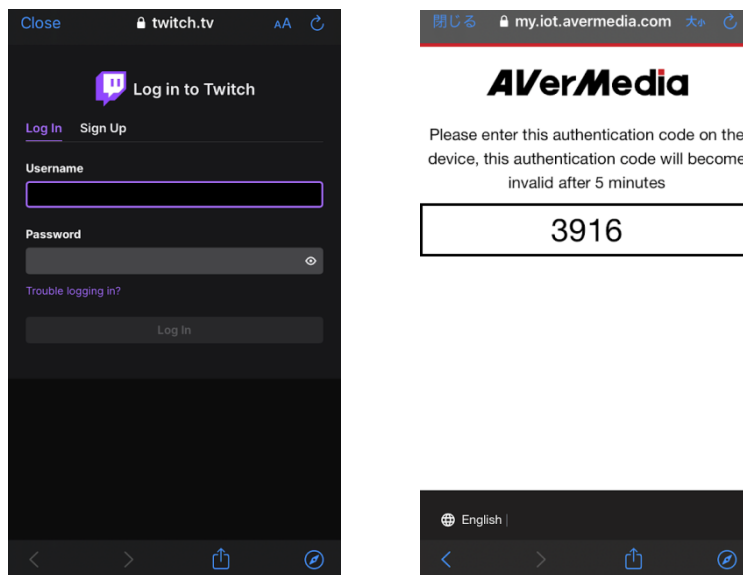 Close
twitch.tv
AA
Log in to Twitch
Log In
Sign Up
Username
Password
Trouble logging in?
Log In
閉じる
my.iot.avermedia.com
大小
AVerMedia
Please enter this authentication code on the
device, this authentication code will become
invalid after 5 minutes
3916
English |